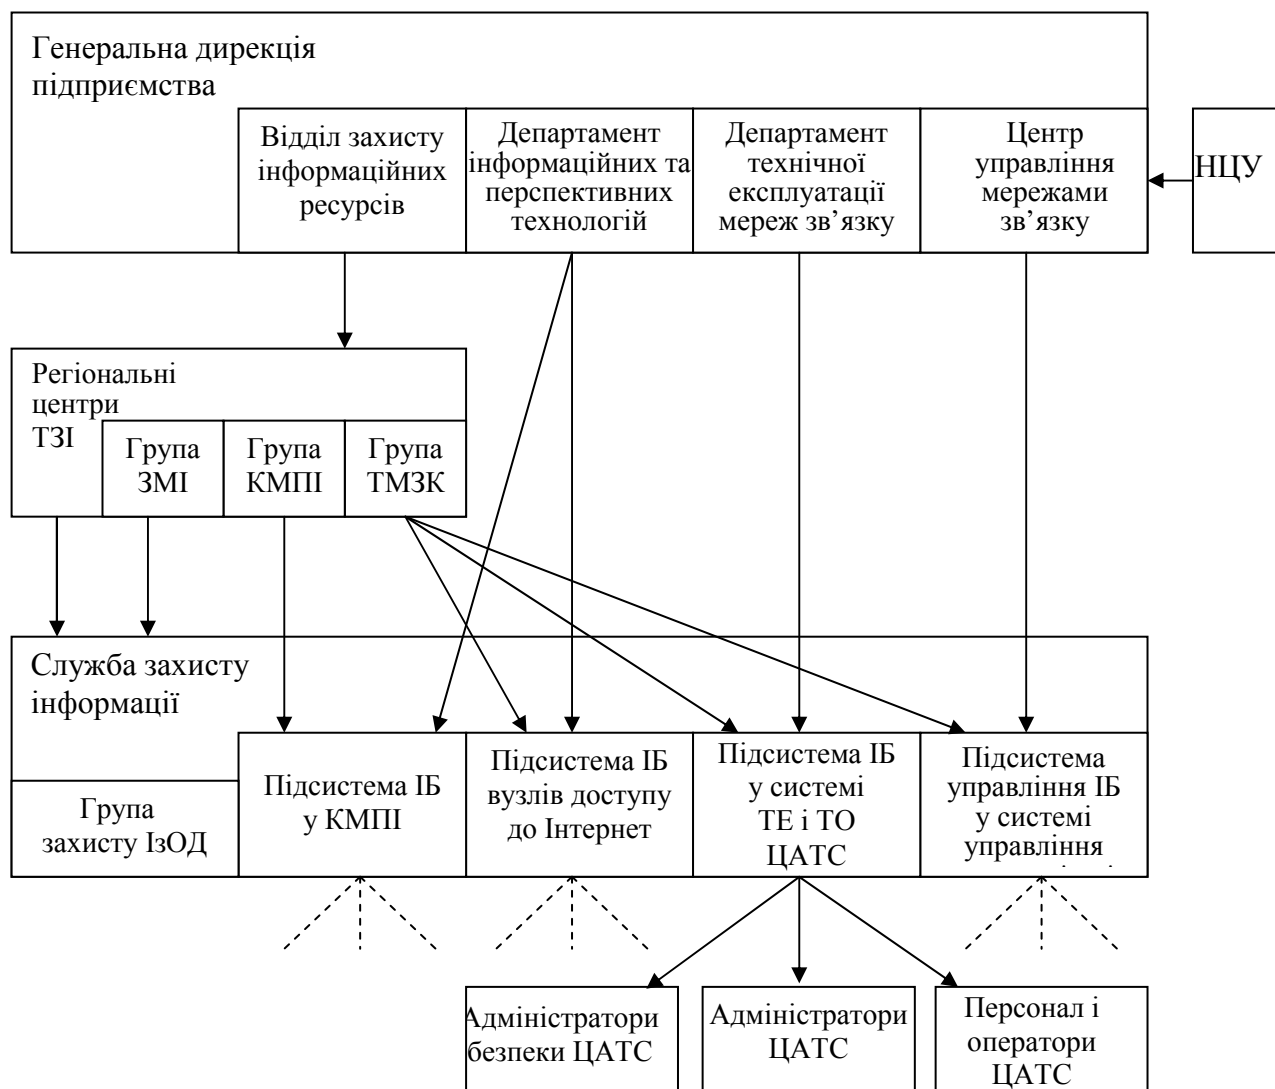 Генеральна дирекція
підприємства
Відділ захисту
інформаційних
ресурсів
Департамент
інформаційних та
перспективних
технологій
Департамент
технічної
експлуатації
мереж зв’язку
Центр
управління
мережами
зв’язку
НЦУ
Регіональні
центри
ТЗІ
Група
ЗМІ
Група
КМПІ
Група
ТМЗК
Служба захисту
інформації
Група
захисту ІзОД
Підсистема ІБ
у КМПІ
Підсистема ІБ
вузлів доступу
до Інтернет
Підсистема ІБ
у системі
ТЕ і ТО
ЦАТС
Підсистема
управління ІБ
у системі
управління
Адміністратори
безпеки ЦАТС
Адміністратори
ЦАТС
Персонал і
оператори
ЦАТС